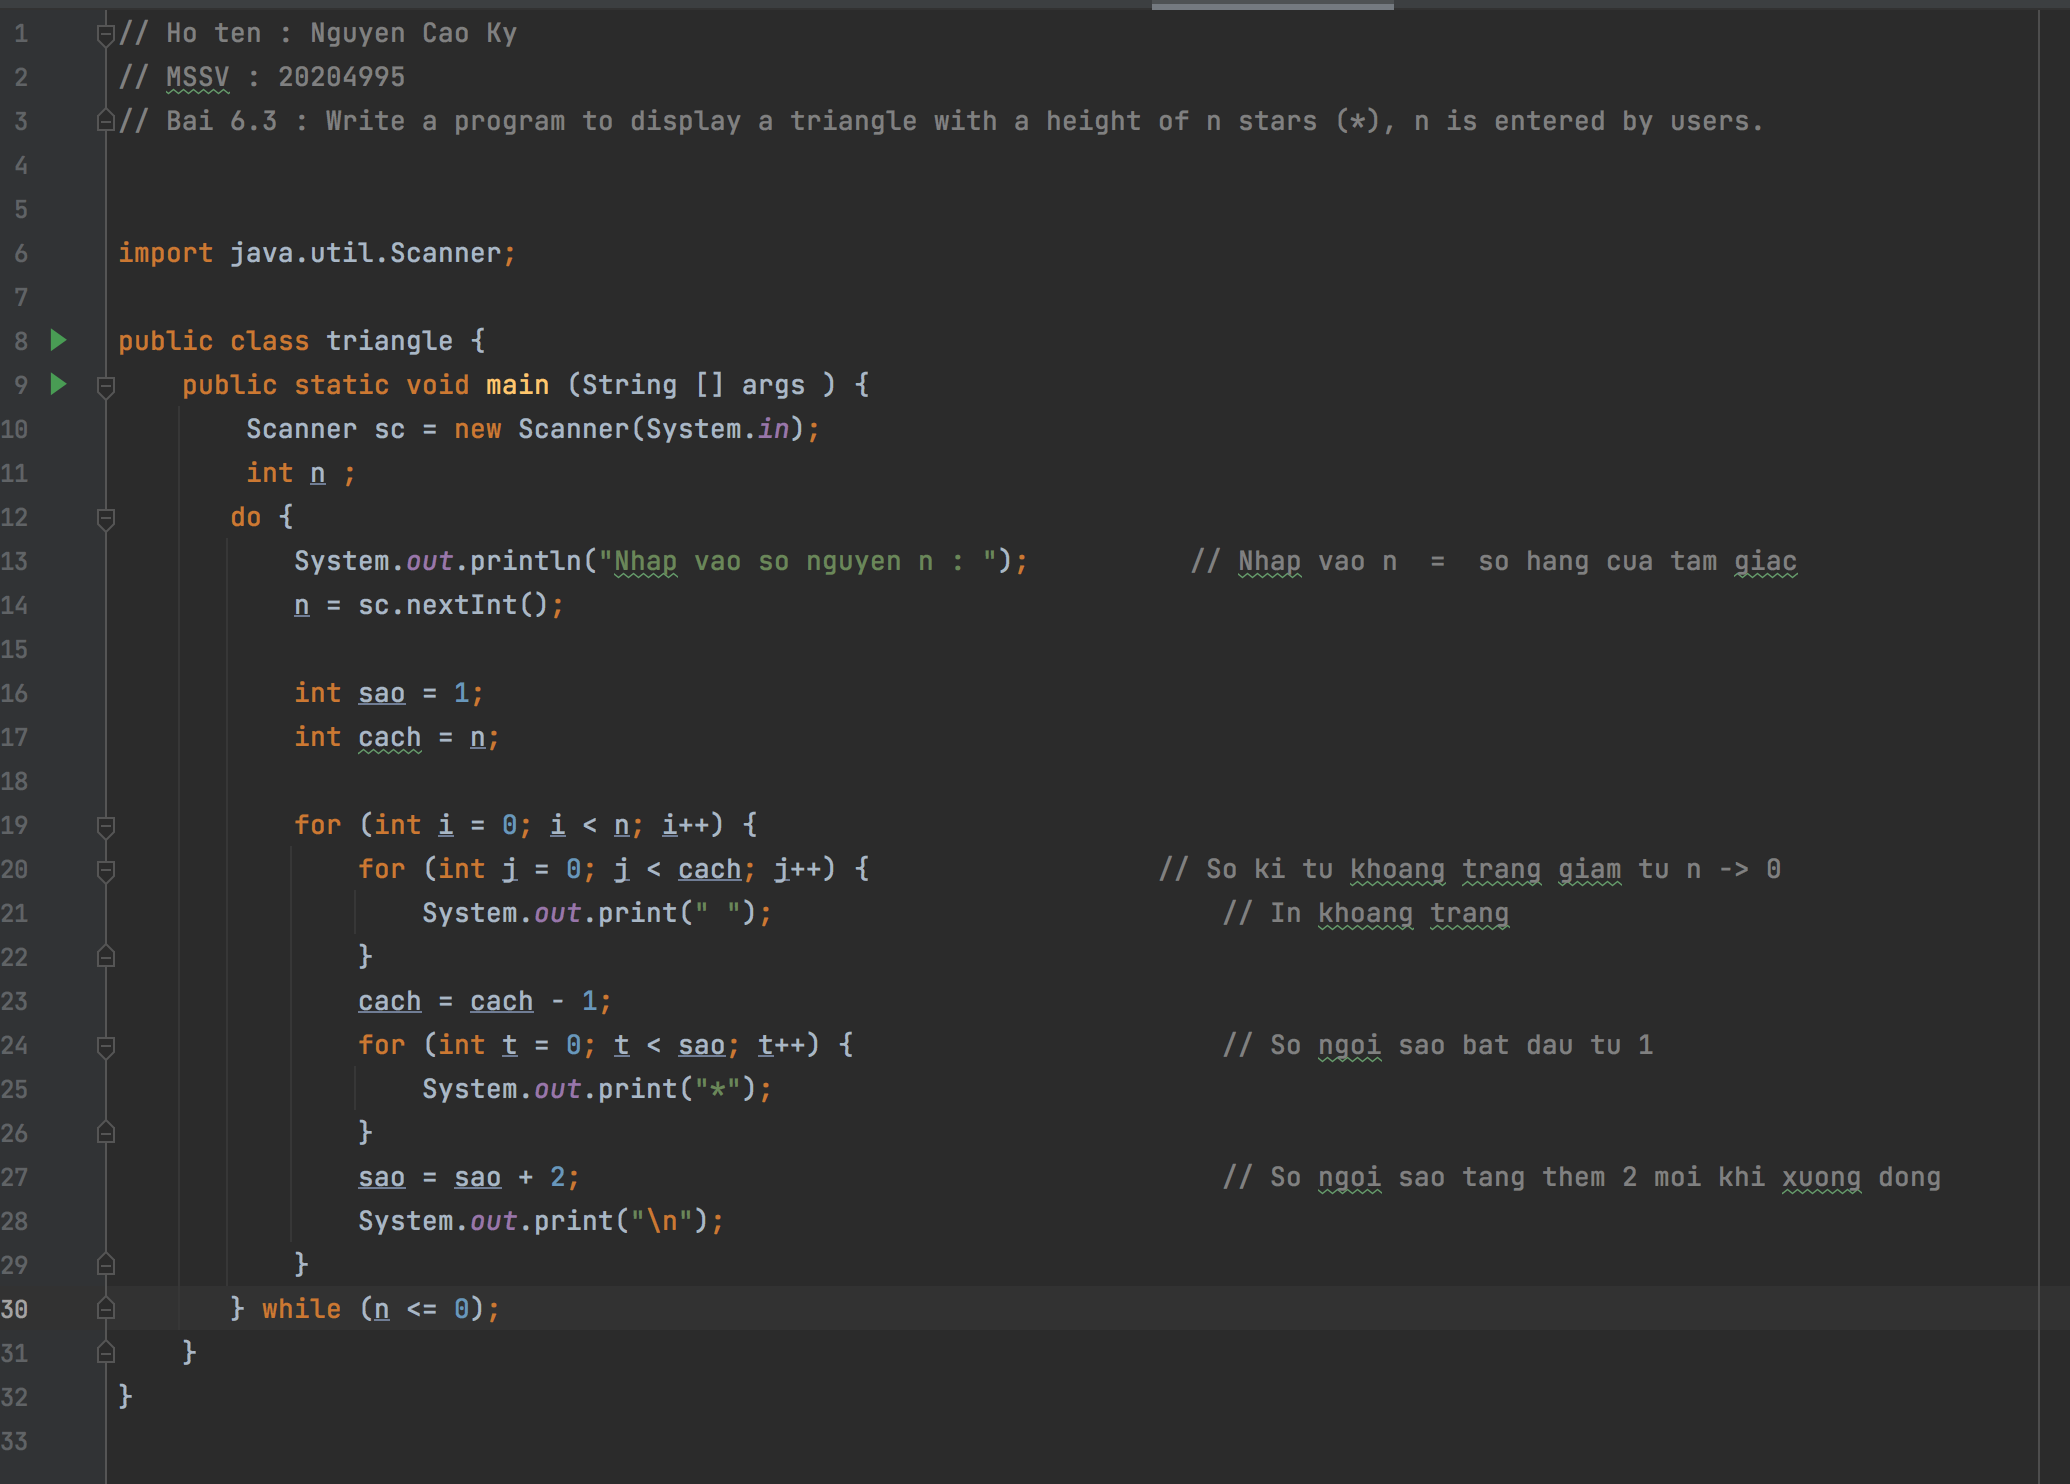 1 // Ho ten : Nguyen Cao Ky
2 // MSSV : 20204995
3 // Bai 6.3 : Write a program to display a triangle with a height of n stars (*), n is entered by users.
4
5
6 import java.util.Scanner;
7
8 public class triangle {
9     public static void main (String [] args ) {
10         Scanner sc = new Scanner(System.in);
11         int n ;
12        do {
13            System.out.println("Nhap vao so nguyen n : ");          // Nhap vao n  =  so hang cua tam giac
14            n = sc.nextInt();
15
16            int sao = 1;
17            int cach = n;
18
19            for (int i = 0; i < n; i++) {
20                for (int j = 0; j < cach; j++) {                  // So ki tu khoang trang giam tu n -> 0
21                    System.out.print(" ");                            // In khoang trang
22                }
23                cach = cach - 1;
24                for (int t = 0; t < sao; t++) {                       // So ngoi sao bat dau tu 1
25                    System.out.print("*");
26                }
27                sao = sao + 2;                                        // So ngoi sao tang them 2 moi khi xuong dong
28                System.out.print("\n");
29            }
30        } while (n <= 0);
31     }
32 }
33